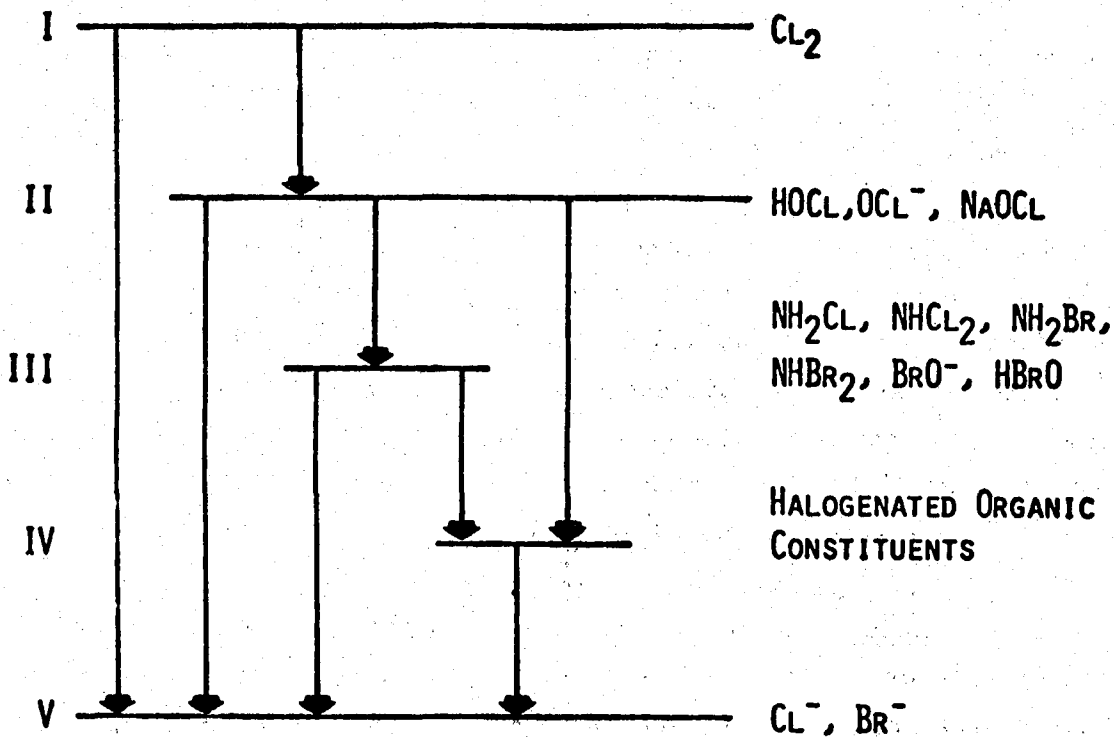 I CL₂
II HOCL, OCL⁻, NAOCL
NH₂CL, NHCL₂, NH₂BR,
III NHBR₂, BRO⁻, HBRO
HALOGENATED ORGANIC
IV CONSTITUENTS
V CL⁻, BR⁻